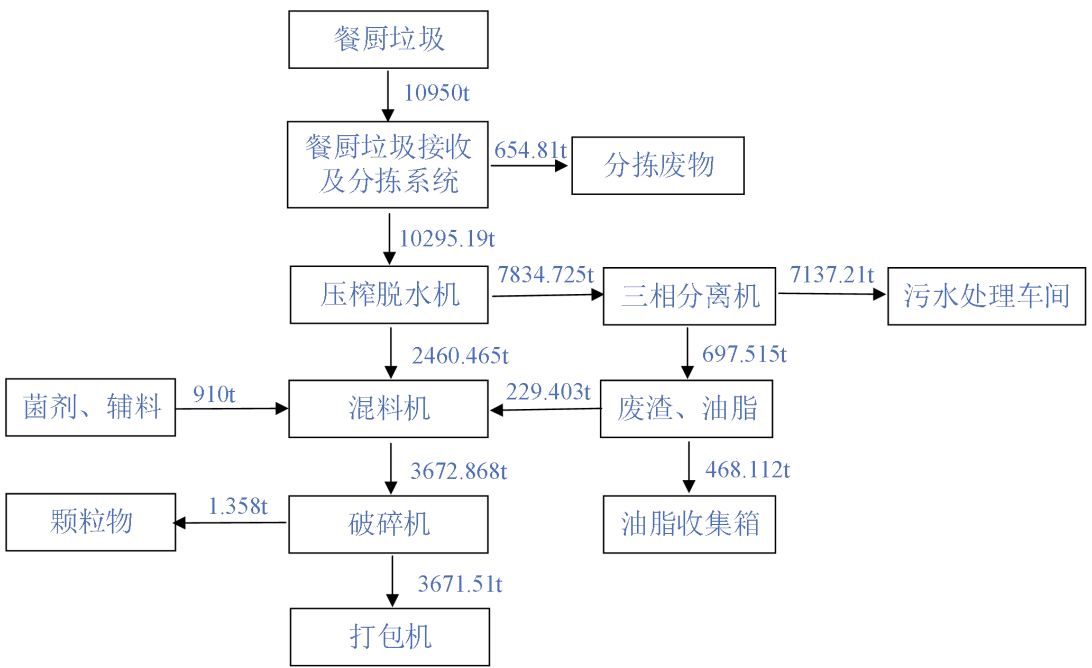 餐厨垃圾
10950t
餐厨垃圾接收
及分拣系统
654.81t
分拣废物
10295.19t
压榨脱水机
7834.725t
三相分离机
7137.21t
污水处理车间
2460.465t
697.515t
菌剂、辅料
910t
混料机
229.403t
废渣、油脂
3672.868t
468.112t
颗粒物
1.358t
破碎机
油脂收集箱
3671.51t
打包机